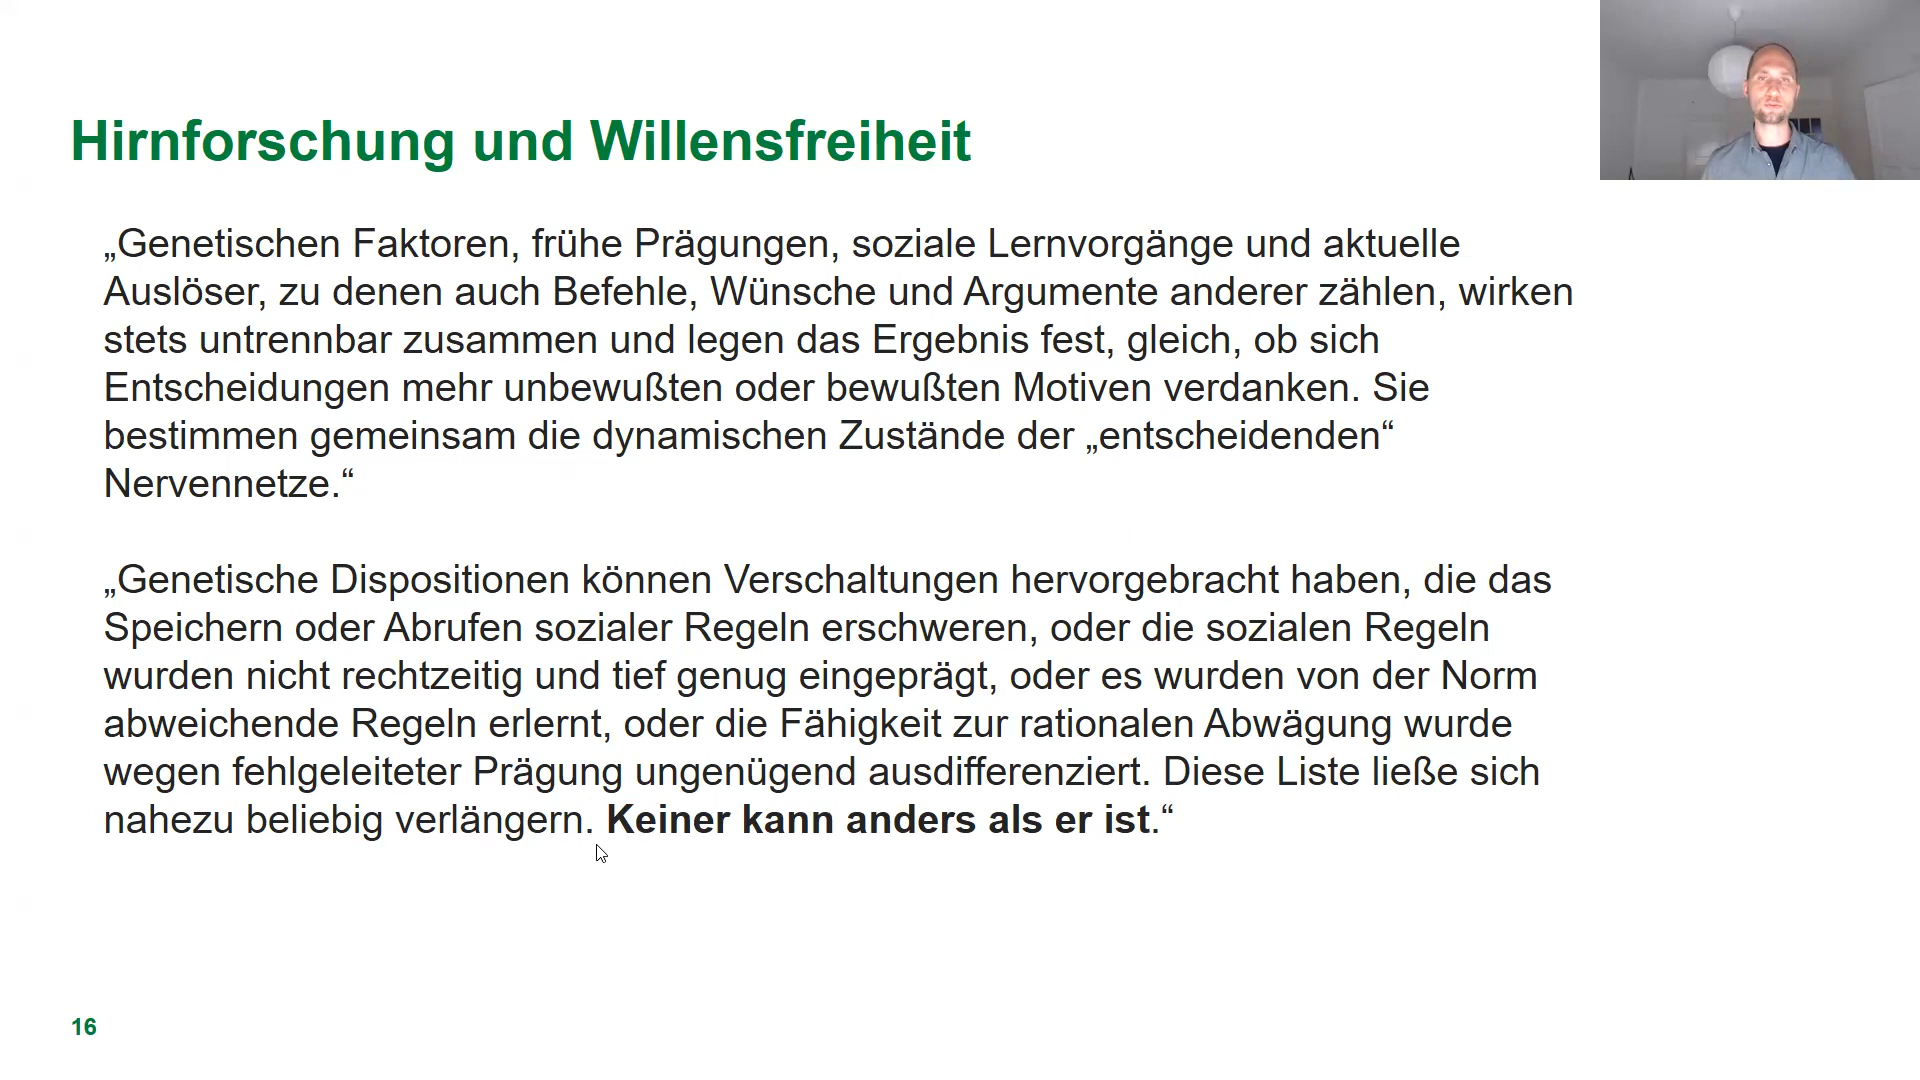 Hirnforschung und Willensfreiheit
„Genetischen Faktoren, frühe Prägungen, soziale Lernvorgänge und aktuelle
Auslöser, zu denen auch Befehle, Wünsche und Argumente anderer zählen, wirken
stets untrennbar zusammen und legen das Ergebnis fest, gleich, ob sich
Entscheidungen mehr unbewußten oder bewußten Motiven verdanken. Sie
bestimmen gemeinsam die dynamischen Zustände der „entscheidenden“
Nervennetze.“
„Genetische Dispositionen können Verschaltungen hervorgebracht haben, die das
Speichern oder Abrufen sozialer Regeln erschweren, oder die sozialen Regeln
wurden nicht rechtzeitig und tief genug eingeprägt, oder es wurden von der Norm
abweichende Regeln erlernt, oder die Fähigkeit zur rationalen Abwägung wurde
wegen fehlgeleiteter Prägung ungenügend ausdifferenziert. Diese Liste ließe sich
nahezu beliebig verlängern. Keiner kann anders als er ist.“
16